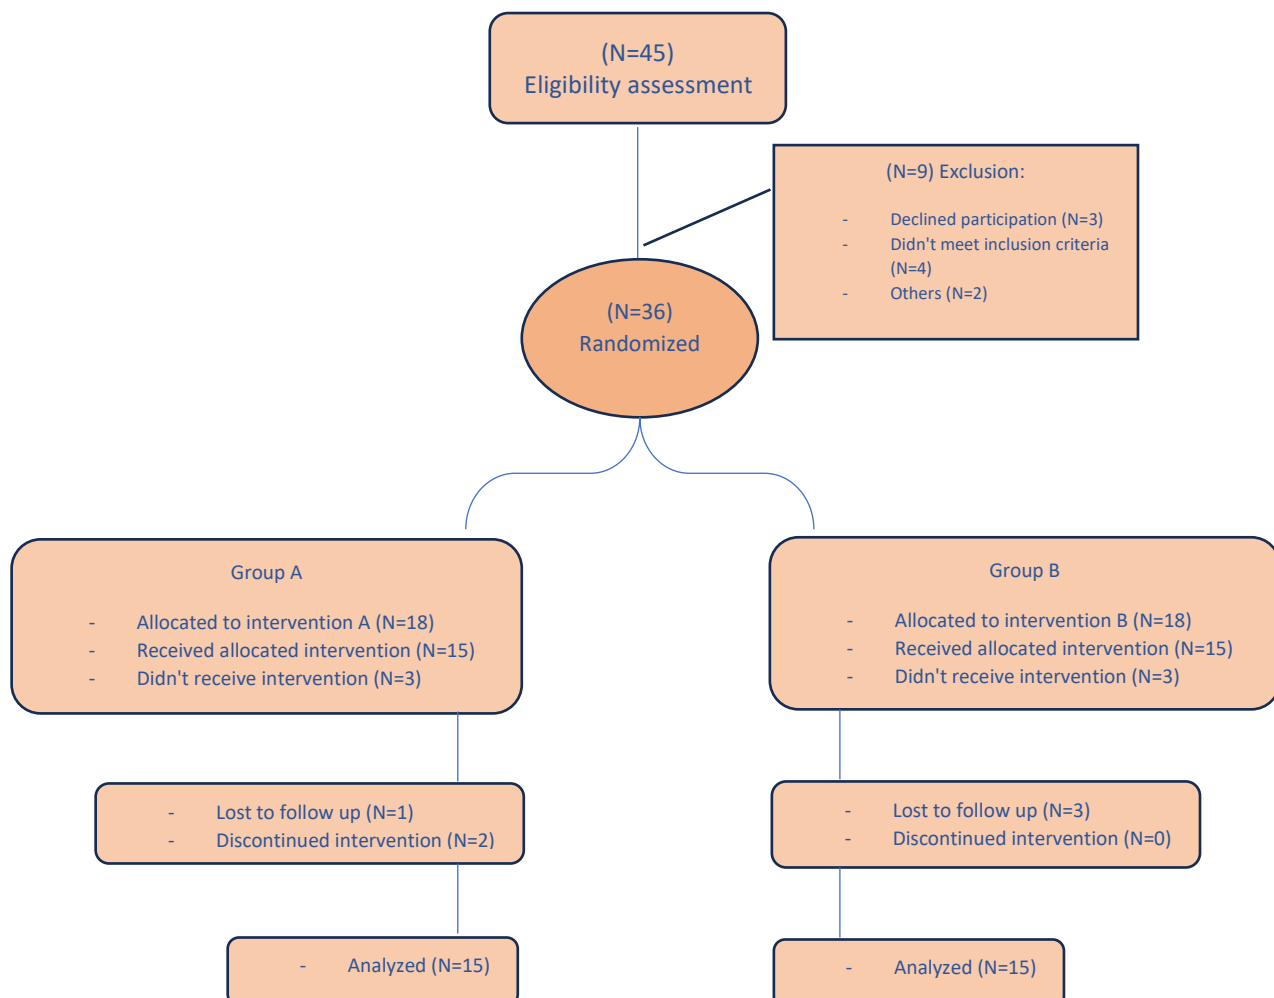 (N=45)
Eligibility assessment
(N=9) Exclusion:
- Declined participation (N=3)
- Didn't meet inclusion criteria
(N=4)
- Others (N=2)
(N=36)
Randomized
Group A
- Allocated to intervention A (N=18)
- Received allocated intervention (N=15)
- Didn't receive intervention (N=3)
Group B
- Allocated to intervention B (N=18)
- Received allocated intervention (N=15)
- Didn't receive intervention (N=3)
- Lost to follow up (N=1)
- Discontinued intervention (N=2)
- Lost to follow up (N=3)
- Discontinued intervention (N=0)
- Analyzed (N=15)
- Analyzed (N=15)